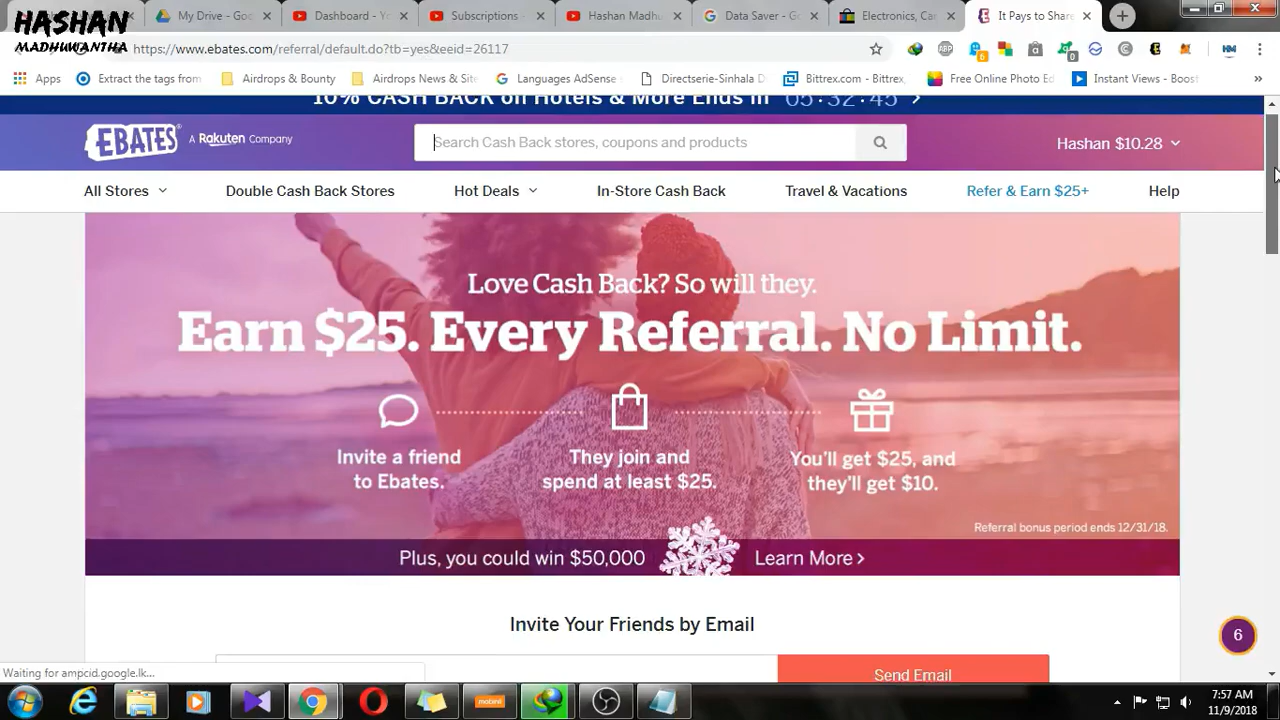 HASHAN
MADHUWANTHA
My Drive - Goo
Dashboard - Yo
Subscriptions -
Hashan Madhu
Data Saver - Go
Electronics, Car
It Pays to Share
https://www.ebates.com/referral/default.do?tb=yes&eeid=26117
Apps
Extract the tags from
Airdrops & Bounty
Airdrops News & Site
Languages AdSense
Directserie:Sinhala D
Bittrex.com - Bittrex,
Free Online Photo Ed
Instant Views - Boost
10% CASH BACK on Hotels & More Ends in 05:32:45 >
EBATES A Rakuten Company
Search Cash Back stores, coupons and products
Hashan $10.28
All Stores
Double Cash Back Stores
Hot Deals
In-Store Cash Back
Travel & Vacations
Refer & Earn $25+
Help
Love Cash Back? So will they.
Earn $25. Every Referral. No Limit.
Invite a friend
to Ebates.
They join and
spend at least $25.
You'll get $25, and
they'll get $10.
Referral bonus period ends 12/31/18.
Plus, you could win $50,000
Learn More >
Invite Your Friends by Email
Send Email
6
Waiting for ampcid.google.lk...
mobinil
7:57 AM
11/9/2018